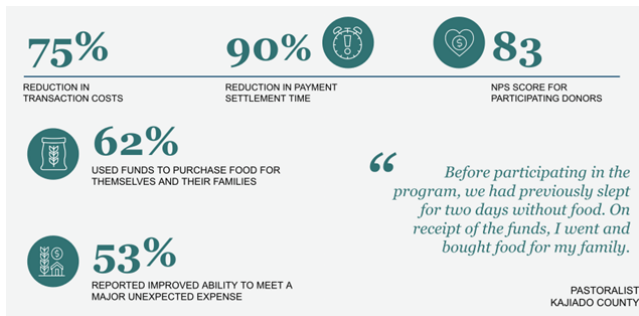 75%
REDUCTION IN
TRANSACTION COSTS
90%
REDUCTION IN PAYMENT
SETTLEMENT TIME
83
NPS SCORE FOR
PARTICIPATING DONORS
62%
USED FUNDS TO PURCHASE FOOD FOR
THEMSELVES AND THEIR FAMILIES
53%
REPORTED IMPROVED ABILITY TO MEET A
MAJOR UNEXPECTED EXPENSE
“
Before participating in the
program, we had previously slept
for two days without food. On
receipt of the funds, I went and
bought food for my family.
PASTORALIST
KAJIADO COUNTY